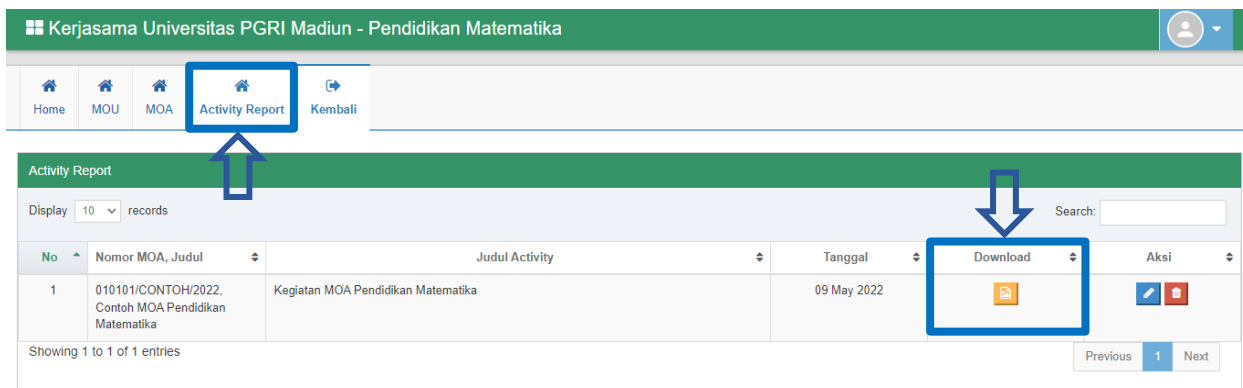 Kerjasama Universitas PGRI Madiun - Pendidikan Matematika
Home MOU MOA Activity Report Kembali
Activity Report
Display 10 records Search:
No Nomor MOA, Judul Judul Activity Tanggal Download Aksi
1 010101/CONTOH/2022, Kegiatan MOA Pendidikan Matematika 09 May 2022
Contoh MOA Pendidikan
Matematika
Showing 1 to 1 of 1 entries
Previous 1 Next